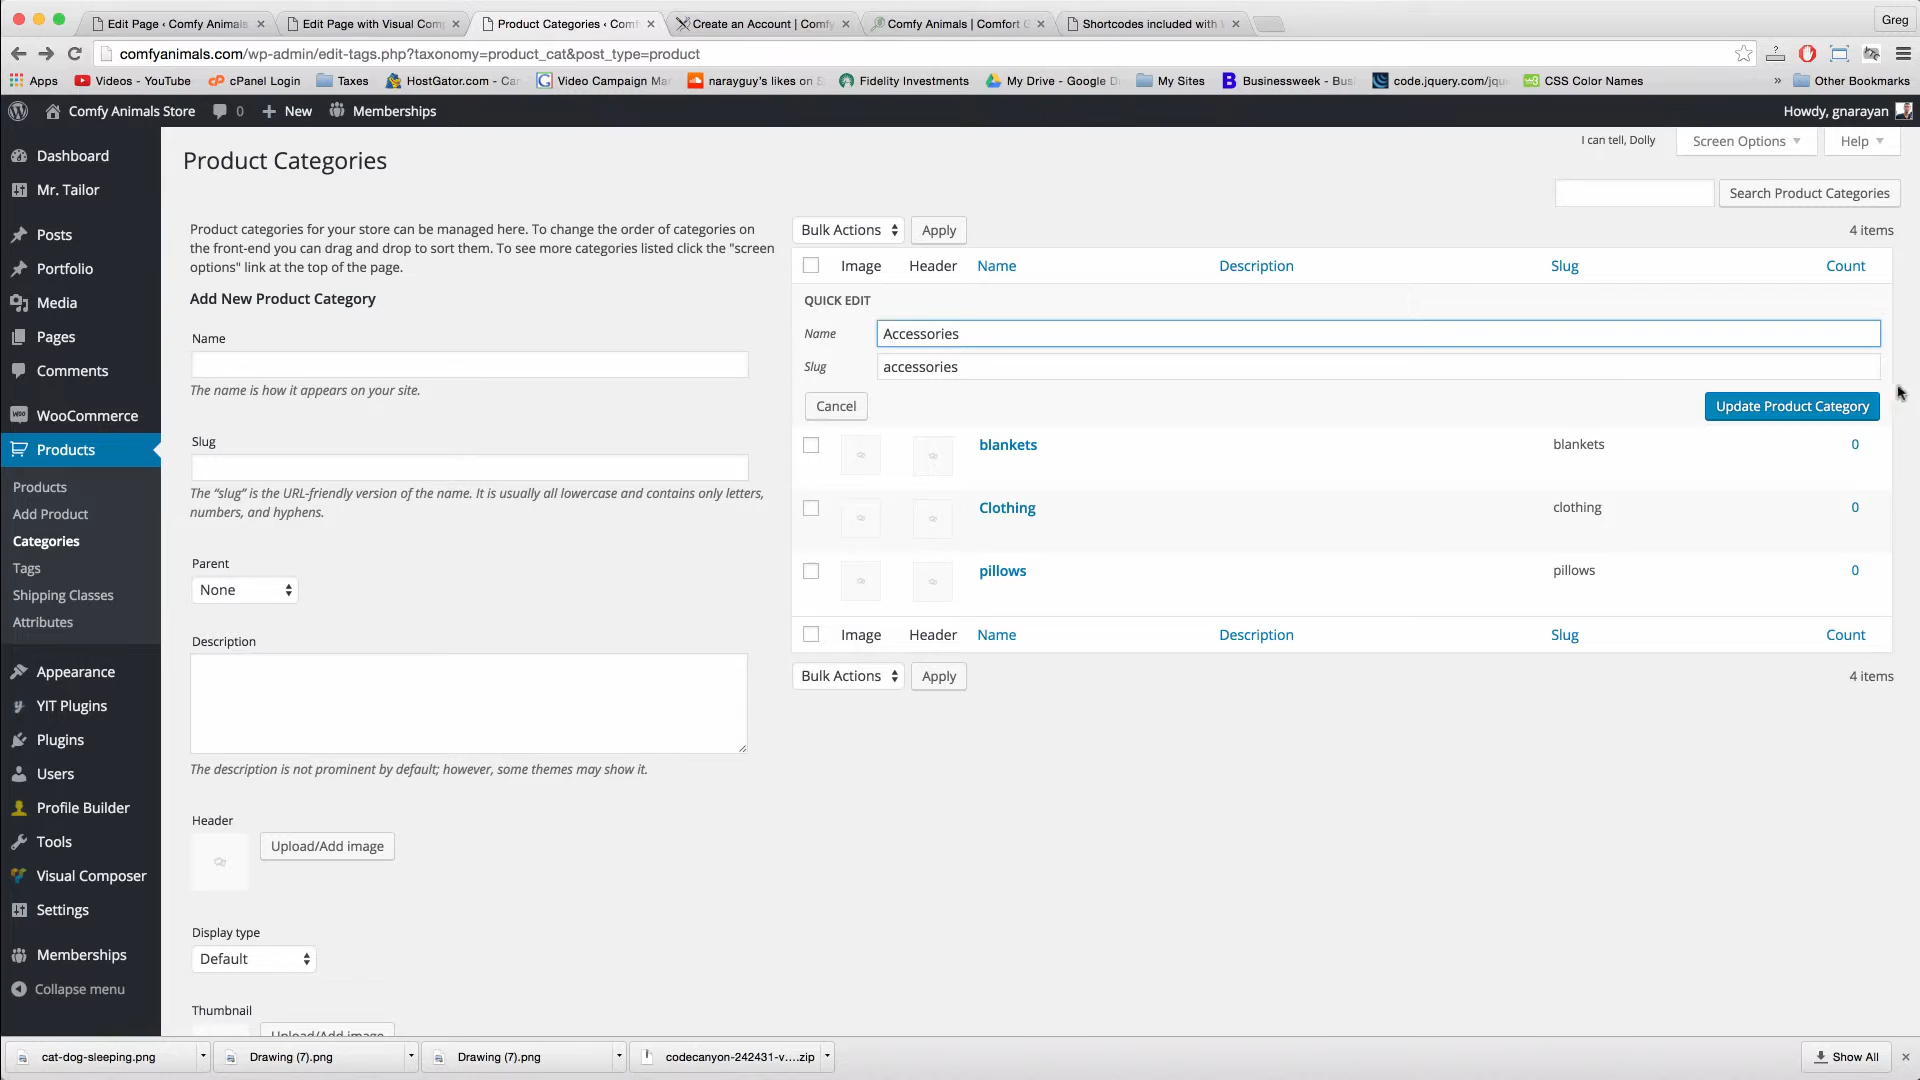 Edit Page ‹ Comfy Animals
Edit Page with Visual Com
Product Categories ‹ Com
Create an Account | Comfy
Comfy Animals | Comfort
Shortcodes included with
Greg
comfyanimals.com/wp-admin/edit-tags.php?taxonomy=product_cat&post_type=product
Apps
Videos - YouTube
cPanel Login
Taxes
HostGator.com - Ca
Video Campaign Ma
narayguy's likes on S
Fidelity Investments
My Drive - Google D
My Sites
Businessweek - Bus
code.jquery.com/jqu
CSS Color Names
»
Other Bookmarks
Comfy Animals Store
0
+ New
Memberships
Howdy, gnarayan
Dashboard
Mr. Tailor
Posts
Portfolio
Media
Pages
Comments
WooCommerce
Products
Products
Add Product
Categories
Tags
Shipping Classes
Attributes
Appearance
YIT Plugins
Plugins
Users
Profile Builder
Tools
Visual Composer
Settings
Memberships
Collapse menu
I can tell, Dolly
Screen Options
Help
Product Categories
Search Product Categories
Product categories for your store can be managed here. To change the order of categories on
the front-end you can drag and drop to sort them. To see more categories listed click the "screen
options" link at the top of the page.
Add New Product Category
Name
The name is how it appears on your site.
Slug
The “slug” is the URL-friendly version of the name. It is usually all lowercase and contains only letters,
numbers, and hyphens.
Parent
None
Description
The description is not prominent by default; however, some themes may show it.
Header
Upload/Add image
Display type
Default
Thumbnail
Upload/Add image
Bulk Actions
Apply
4 items
Image Header Name Description Slug Count
QUICK EDIT
Name Accessories
Slug accessories
Cancel
Update Product Category
blankets blankets 0
Clothing clothing 0
pillows pillows 0
Image Header Name Description Slug Count
Bulk Actions
Apply
4 items
cat-dog-sleeping.png
Drawing (7).png
Drawing (7).png
codecanyon-242431-v....zip
Show All